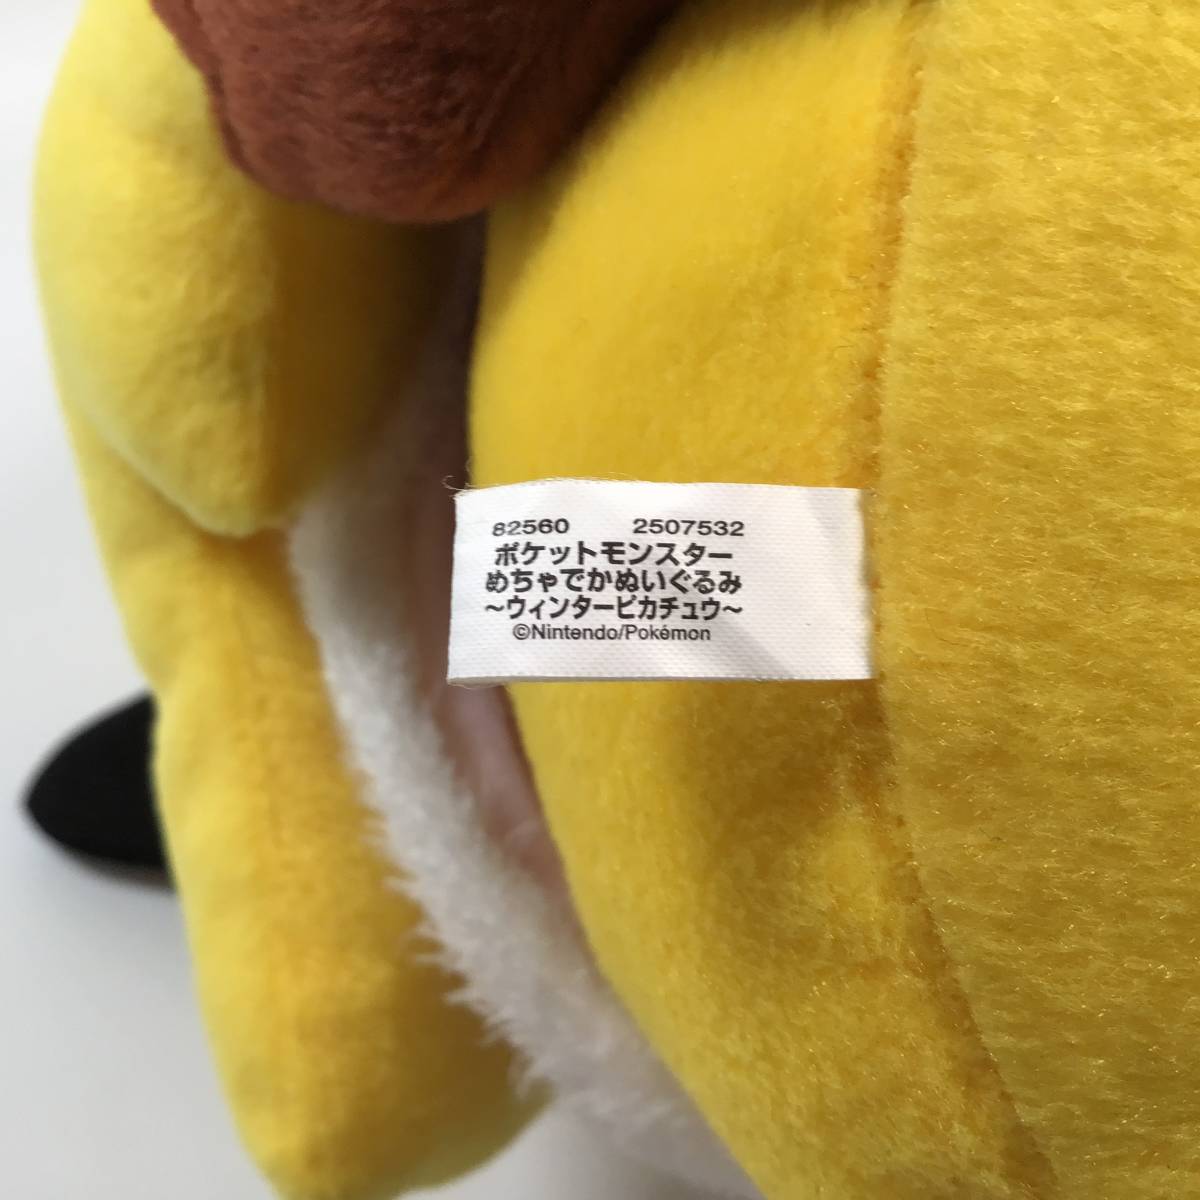 82560 2507532
ポケットモンスター
めちゃでかぬいぐるみ
～ウィンターピカチュウ～
©Nintendo/Pokémon